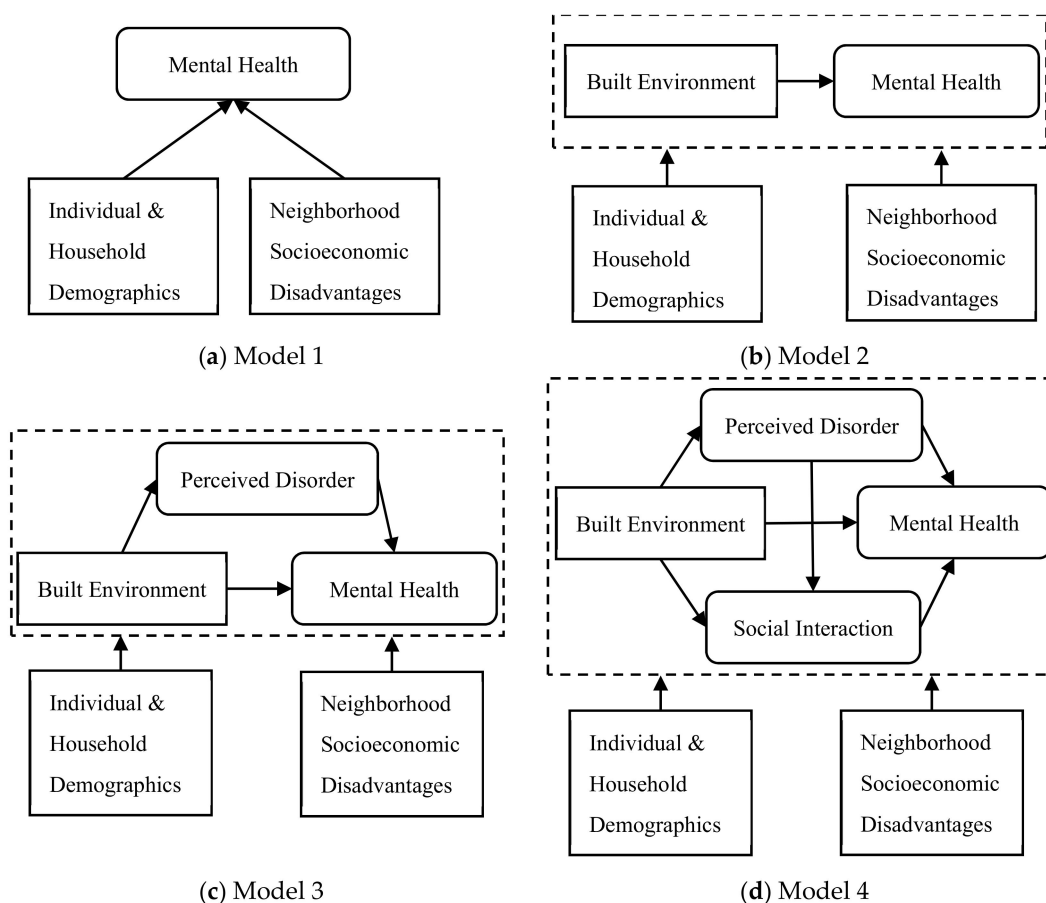 Mental Health
Individual &
Household
Demographics
Neighborhood
Socioeconomic
Disadvantages
(a) Model 1
Built Environment
Mental Health
Individual &
Household
Demographics
Neighborhood
Socioeconomic
Disadvantages
(b) Model 2
Perceived Disorder
Built Environment
Mental Health
Individual &
Household
Demographics
Neighborhood
Socioeconomic
Disadvantages
(c) Model 3
Perceived Disorder
Built Environment
Mental Health
Social Interaction
Individual &
Household
Demographics
Neighborhood
Socioeconomic
Disadvantages
(d) Model 4